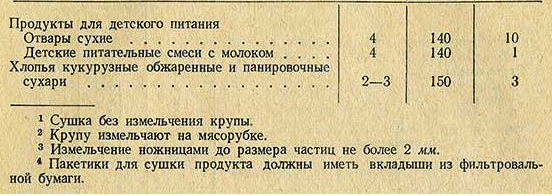 Продукты для детского питания
Отвары сухие . . . . . . . . . . . . . . . . 4 140 10
Детские питательные смеси с молоком . . . . 4 140 1
Хлопья кукурузные обжаренные и панировочные
сухари . . . . . . . . . . . . . . . . . . 2—3 150 3
1 Сушка без измельчения крупы.
2 Крупу измельчают на мясорубке.
3 Измельчение ножницами до размера частиц не более 2 мм.
4 Пакетики для сушки продукта должны иметь вкладыши из фильтроваль-
ной бумаги.